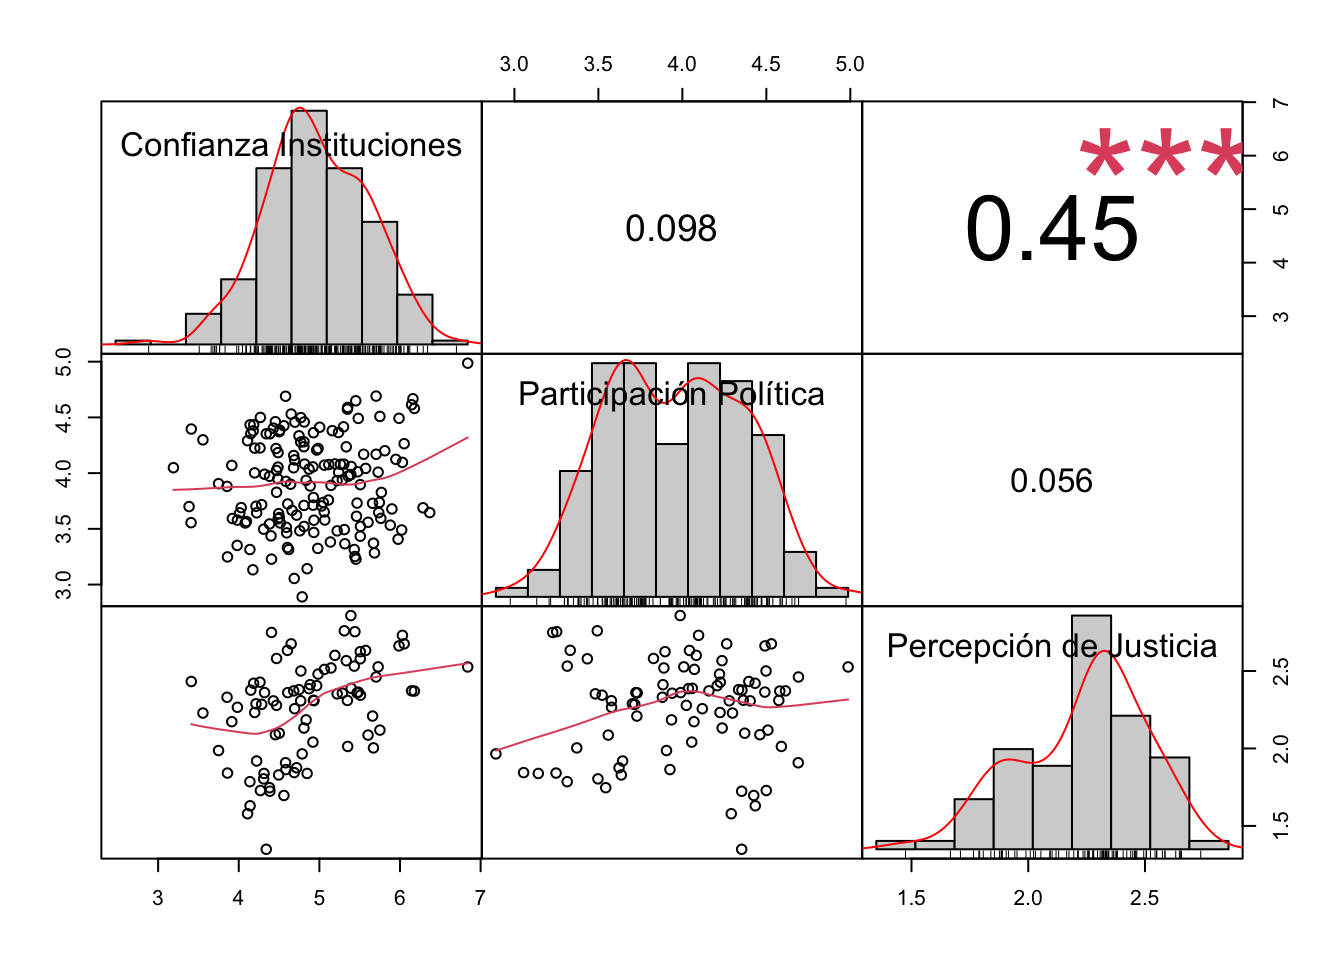 3.0 3.5 4.0 4.5 5.0
Confianza Instituciones
0.098
***
0.45
3 4 5 6 7
3.0 3.5 4.0 4.5 5.0
Participación Política
0.056
Percepción de Justicia
1.5 2.0 2.5
3 4 5 6 7
1.5 2.0 2.5